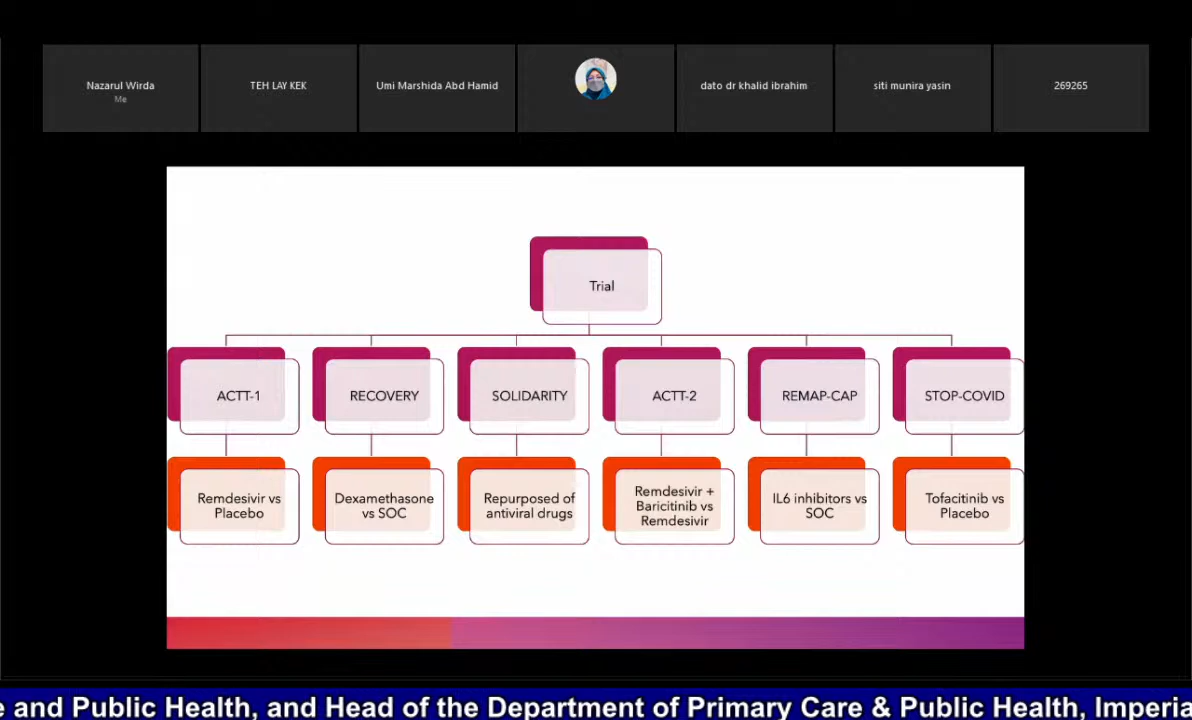 Nazarul Wirda
Me
TEH LAY KEK
Umi Marshida Abd Hamid
dato dr khalid ibrahim
siti munira yasin
269265
Trial
ACTT-1
RECOVERY
SOLIDARITY
ACTT-2
REMAP-CAP
STOP-COVID
Remdesivir vs
Placebo
Dexamethasone
vs SOC
Repurposed of
antiviral drugs
Remdesivir +
Baricitinib vs
Remdesivir
IL6 inhibitors vs
SOC
Tofacitinib vs
Placebo
e and Public Health, and Head of the Department of Primary Care & Public Health, Imperia